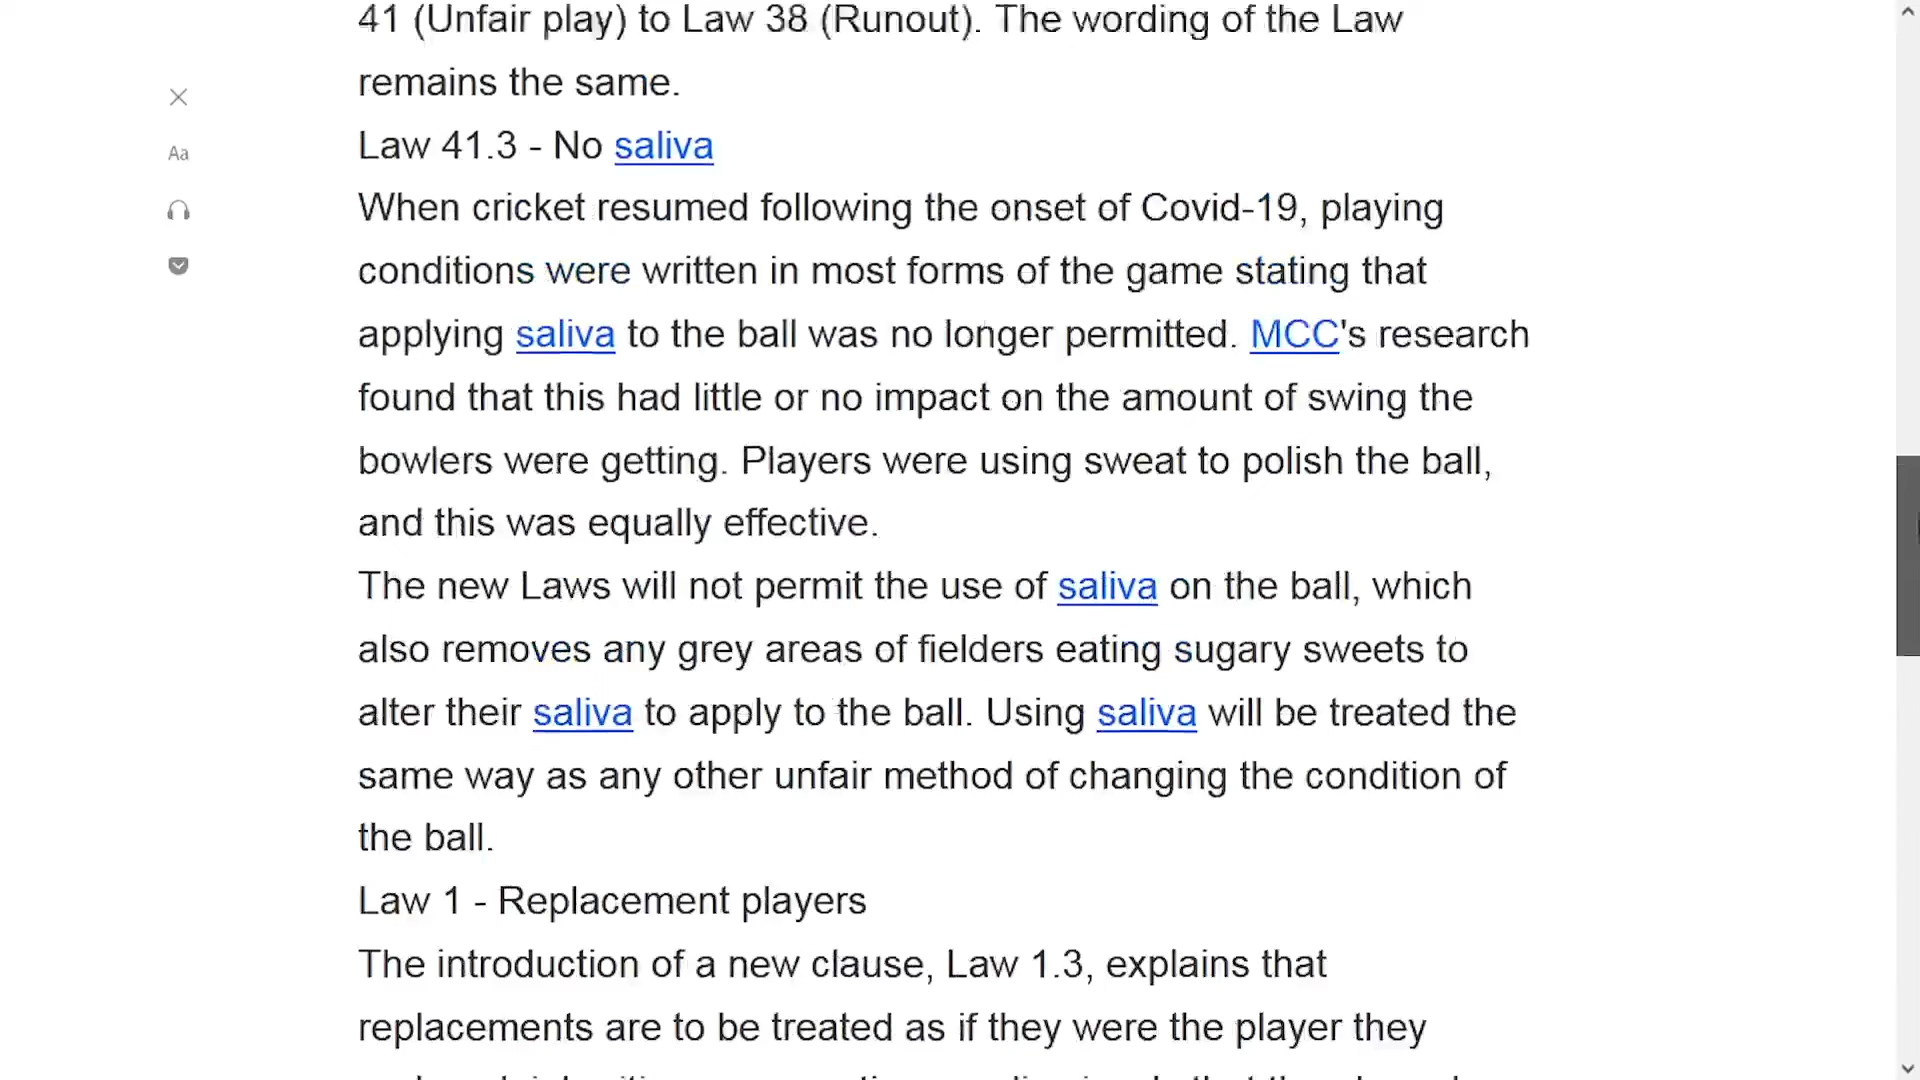 41 (Unfair play) to Law 38 (Runout). The wording of the Law
remains the same.
Aa
Law 41.3 - No saliva
When cricket resumed following the onset of Covid-19, playing
conditions were written in most forms of the game stating that
applying saliva to the ball was no longer permitted. MCC's research
found that this had little or no impact on the amount of swing the
bowlers were getting. Players were using sweat to polish the ball,
and this was equally effective.
The new Laws will not permit the use of saliva on the ball, which
also removes any grey areas of fielders eating sugary sweets to
alter their saliva to apply to the ball. Using saliva will be treated the
same way as any other unfair method of changing the condition of
the ball.
Law 1 - Replacement players
The introduction of a new clause, Law 1.3, explains that
replacements are to be treated as if they were the player they